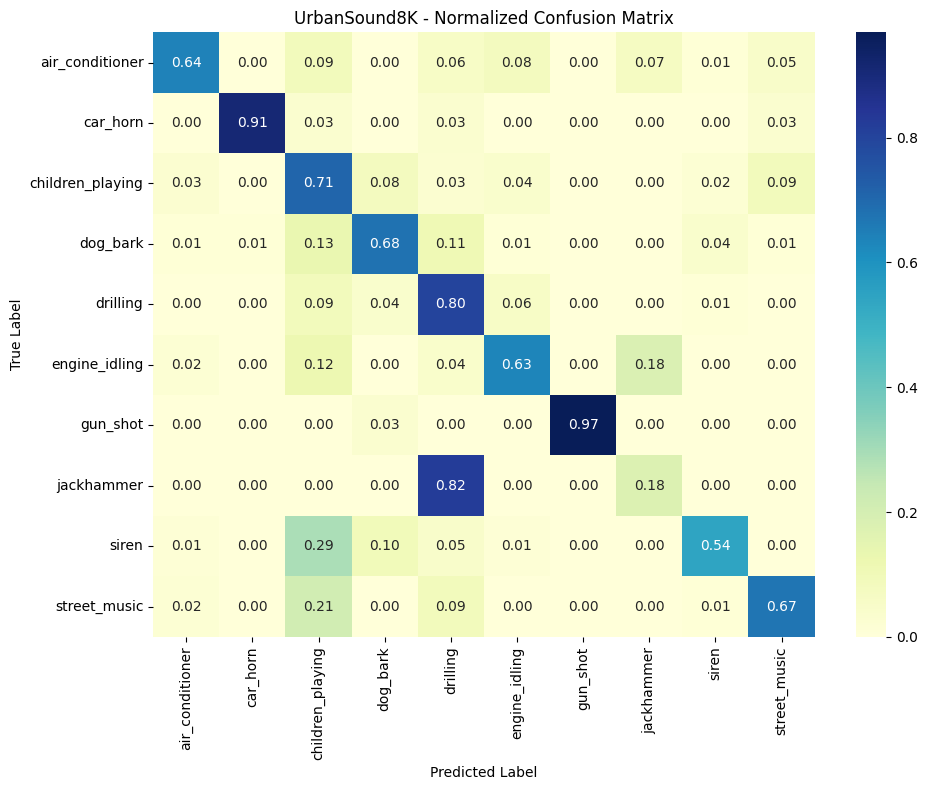 UrbanSound8K - Normalized Confusion Matrix
True Label
air_conditioner 0.64 0.00 0.09 0.00 0.06 0.08 0.00 0.07 0.01 0.05
car_horn 0.00 0.91 0.03 0.00 0.03 0.00 0.00 0.00 0.00 0.03
children_playing 0.03 0.00 0.71 0.08 0.03 0.04 0.00 0.00 0.02 0.09
dog_bark 0.01 0.01 0.13 0.68 0.11 0.01 0.00 0.00 0.04 0.01
drilling 0.00 0.00 0.09 0.04 0.80 0.06 0.00 0.00 0.01 0.00
engine_idling 0.02 0.00 0.12 0.00 0.04 0.63 0.00 0.18 0.00 0.00
gun_shot 0.00 0.00 0.00 0.03 0.00 0.00 0.97 0.00 0.00 0.00
jackhammer 0.00 0.00 0.00 0.00 0.82 0.00 0.00 0.18 0.00 0.00
siren 0.01 0.00 0.29 0.10 0.05 0.01 0.00 0.00 0.54 0.00
street_music 0.02 0.00 0.21 0.00 0.09 0.00 0.00 0.00 0.01 0.67
air_conditioner car_horn children_playing dog_bark drilling engine_idling gun_shot jackhammer siren street_music
Predicted Label
0.8
0.6
0.4
0.2
0.0